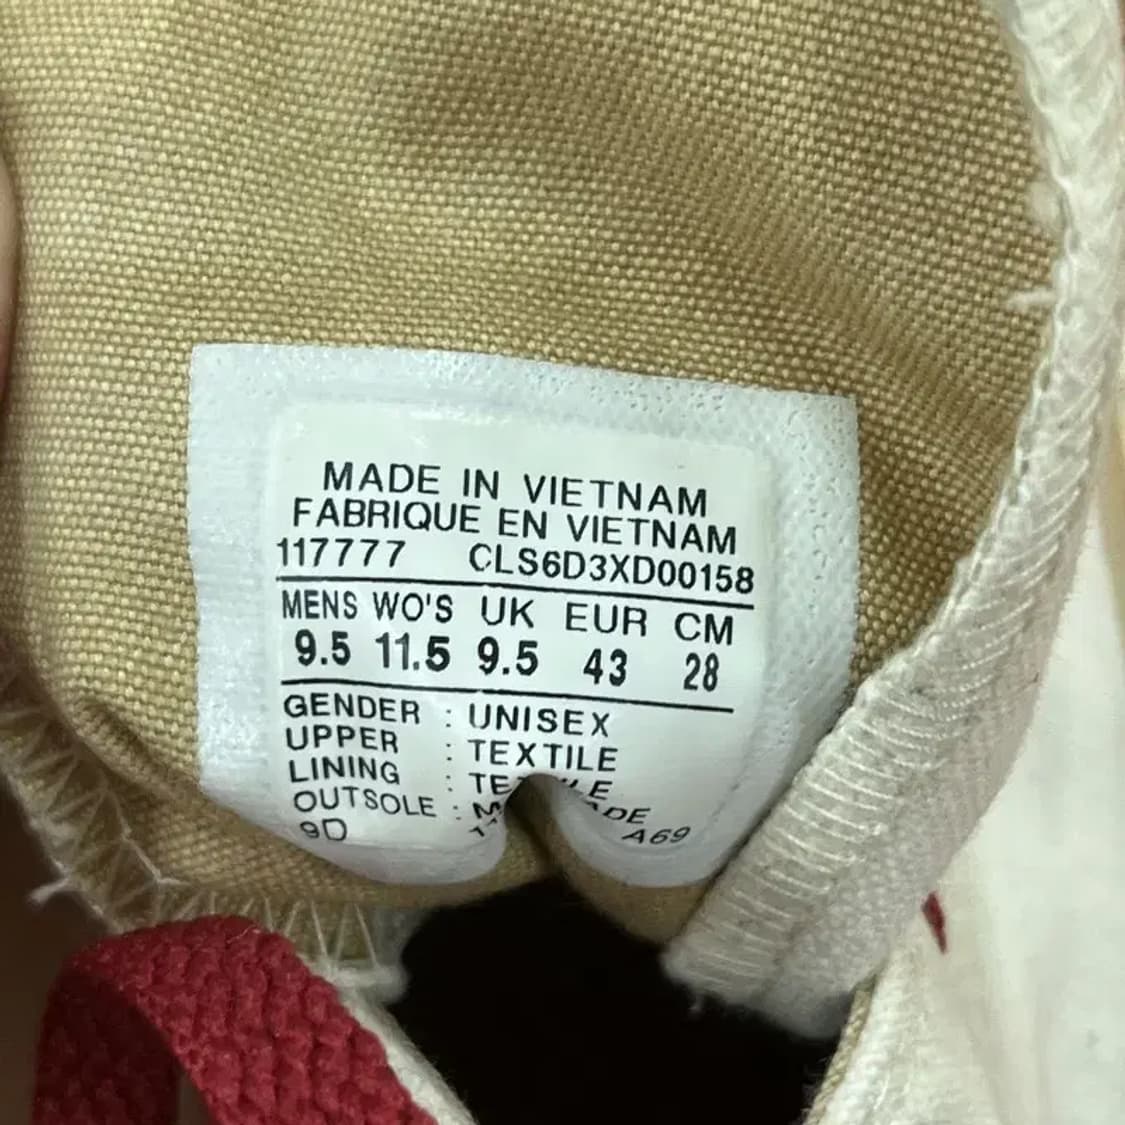 MADE IN VIETNAM
FABRIQUE EN VIETNAM
117777 CLS6D3XD00158
MENS WO'S UK EUR CM
9.5 11.5 9.5 43 28
GENDER : UNISEX
UPPER : TEXTILE
LINING :
OUTSOLE :
9D A69